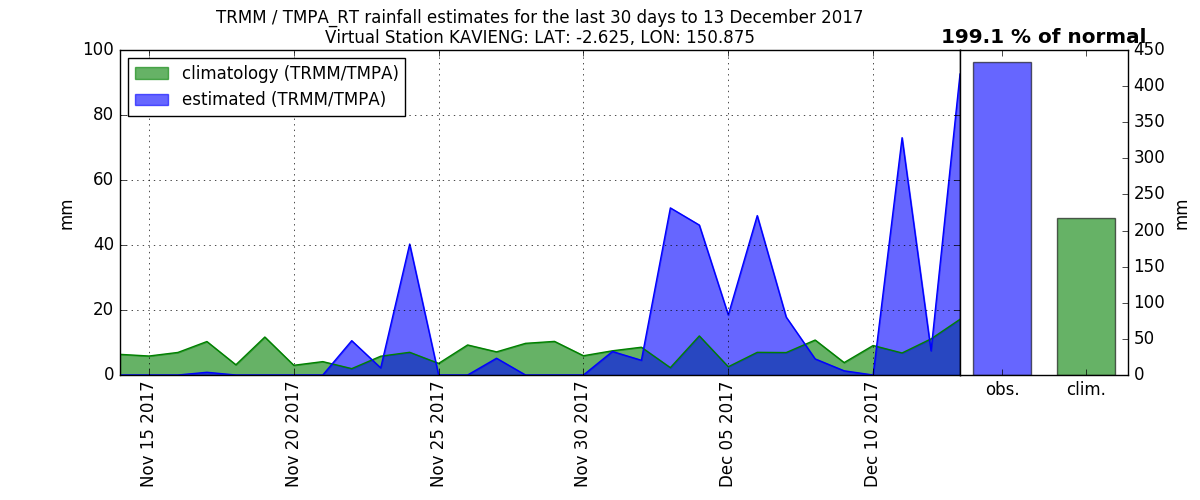 TRMM / TMPA_RT rainfall estimates for the last 30 days to 13 December 2017
Virtual Station KAVIENG: LAT: -2.625, LON: 150.875
199.1 % of normal
climatology (TRMM/TMPA)
estimated (TRMM/TMPA)
mm
100
80
60
40
20
0
Nov 15 2017
Nov 20 2017
Nov 25 2017
Nov 30 2017
Dec 05 2017
Dec 10 2017
obs.
clim.
450
400
350
300
250
200
150
100
50
0
mm